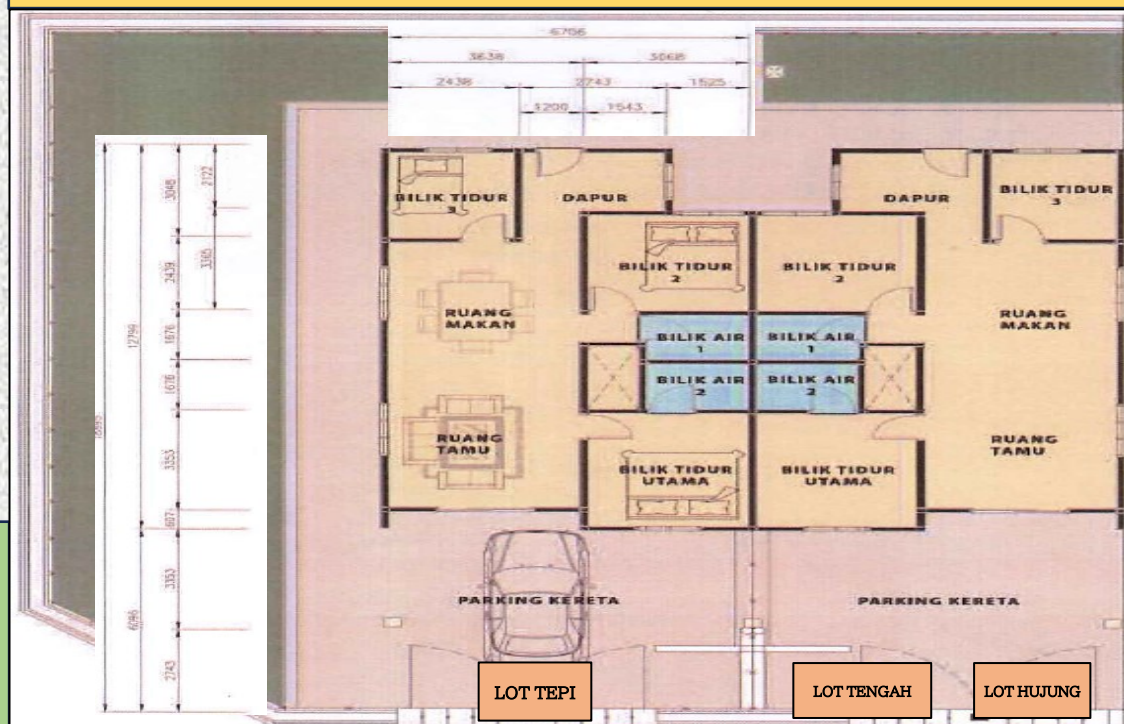 6706
3638
3068
2438
2743
1525
1200
1543
3048
2122
2439
3365
12799
1676
1676
3353
607
3353
6096
2743
BILIK TIDUR
3
DAPUR
DAPUR
BILIK TIDUR
3
BILIK TIDUR
2
BILIK TIDUR
2
RUANG
MAKAN
RUANG
MAKAN
BILIK AIR
1
BILIK AIR
1
BILIK AIR
2
BILIK AIR
2
RUANG
TAMU
RUANG
TAMU
BILIK TIDUR
UTAMA
BILIK TIDUR
UTAMA
PARKING KERETA
PARKING KERETA
LOT TEPI
LOT TENGAH
LOT HUJUNG